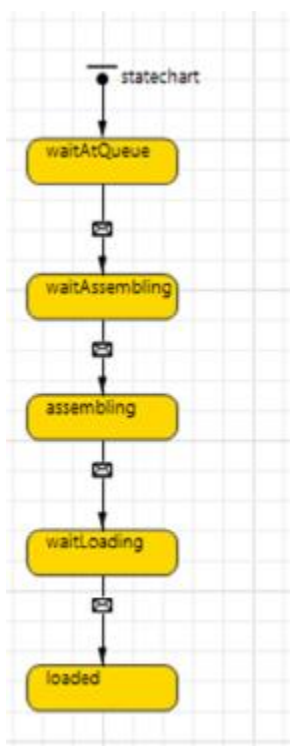 statechart
waitAtQueue
waitAssembling
assembling
waitLoading
loaded